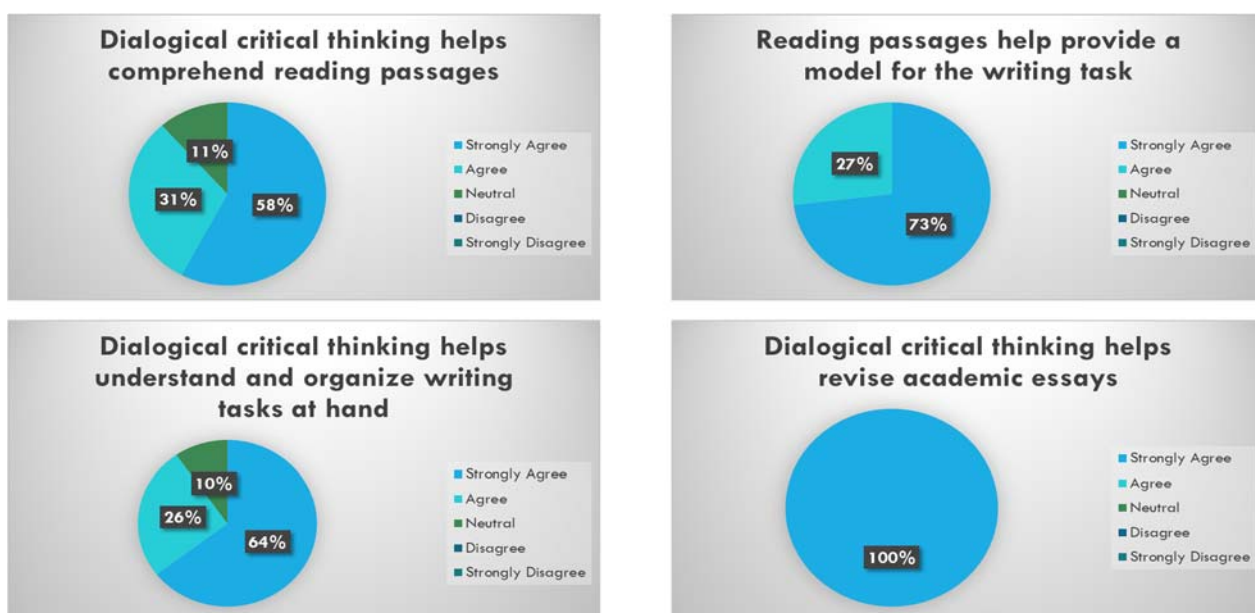 Dialogical critical thinking helps
comprehend reading passages
11%
31%
58%
Strongly Agree
Agree
Neutral
Disagree
Strongly Disagree
Reading passages help provide a
model for the writing task
27%
73%
Strongly Agree
Agree
Neutral
Disagree
Strongly Disagree
Dialogical critical thinking helps
understand and organize writing
tasks at hand
10%
26%
64%
Strongly Agree
Agree
Neutral
Disagree
Strongly Disagree
Dialogical critical thinking helps
revise academic essays
100%
Strongly Agree
Agree
Neutral
Disagree
Strongly Disagree